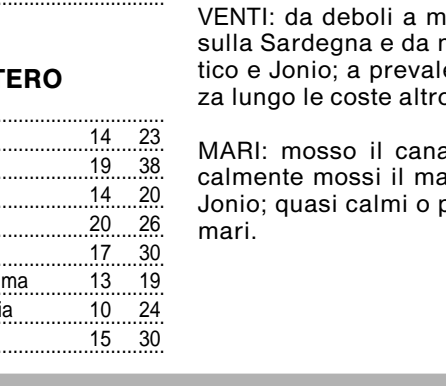 TERO
14 23
19 38
14 20
20 26
17 30
ma 13 19
ia 10 24
15 30
VENTI: da deboli a m
sulla Sardegna e da
tico e Jonio; a preval
za lungo le coste altro
MARI: mosso il cana
calmente mossi il ma
Jonio; quasi calmi o p
mari.